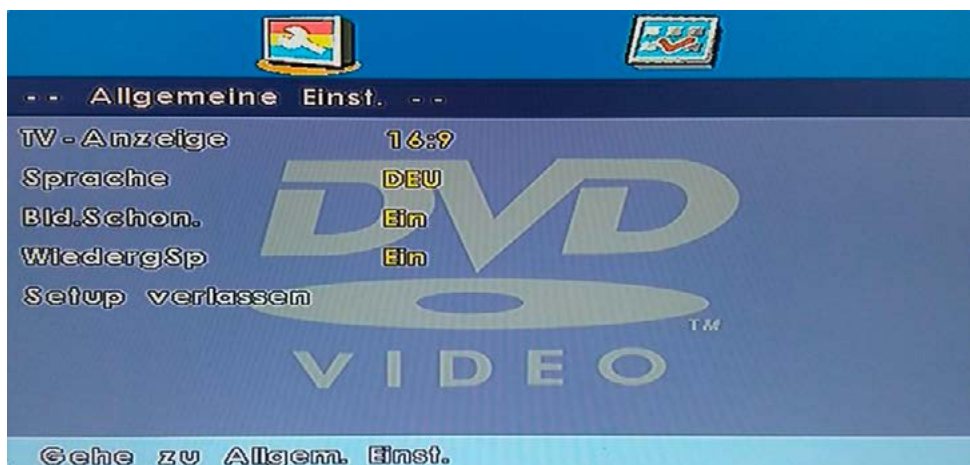 -- Allgemeine Einst. --
TV-Anzeige 16:9
Sprache DEU
Bld.Schon. Ein
WiedergSp Ein
Setup verlassen
DVD
TM
VIDEO
Gehe zu Allgem. Einst.